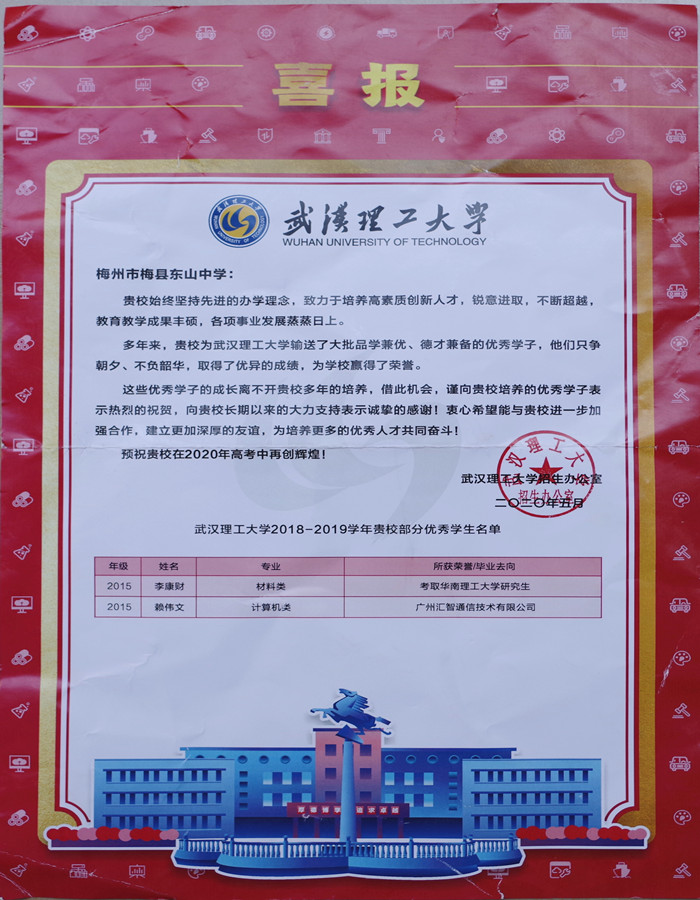 喜报
武汉理工大学
WUHAN UNIVERSITY OF TECHNOLOGY
梅州市梅县东山中学：
贵校始终坚持先进的办学理念，致力于培养高素质创新人才，锐意进取，不断超越，
教育教学成果丰硕，各项事业发展蒸蒸日上。
多年来，贵校为武汉理工大学输送了大批品学兼优、德才兼备的优秀学子，他们只争
朝夕、不负韶华，取得了优异的成绩，为学校赢得了荣誉。
这些优秀学子的成长离不开贵校多年的培养，借此机会，谨向贵校培养的优秀学子表
示热烈的祝贺，向贵校长期以来的大力支持表示诚挚的感谢！衷心希望能与贵校进一步加
强合作，建立更加深厚的友谊，为培养更多的优秀人才共同奋斗！
预祝贵校在2020年高考中再创辉煌！
武汉理工大学招生办公室
二〇二〇年五月
武汉理工大学
招生办公室
武汉理工大学2018-2019学年贵校部分优秀学生名单
年级 姓名 专业 所获荣誉/毕业去向
2015 李康财 材料类 考取华南理工大学研究生
2015 赖伟文 计算机类 广州汇智通信技术有限公司